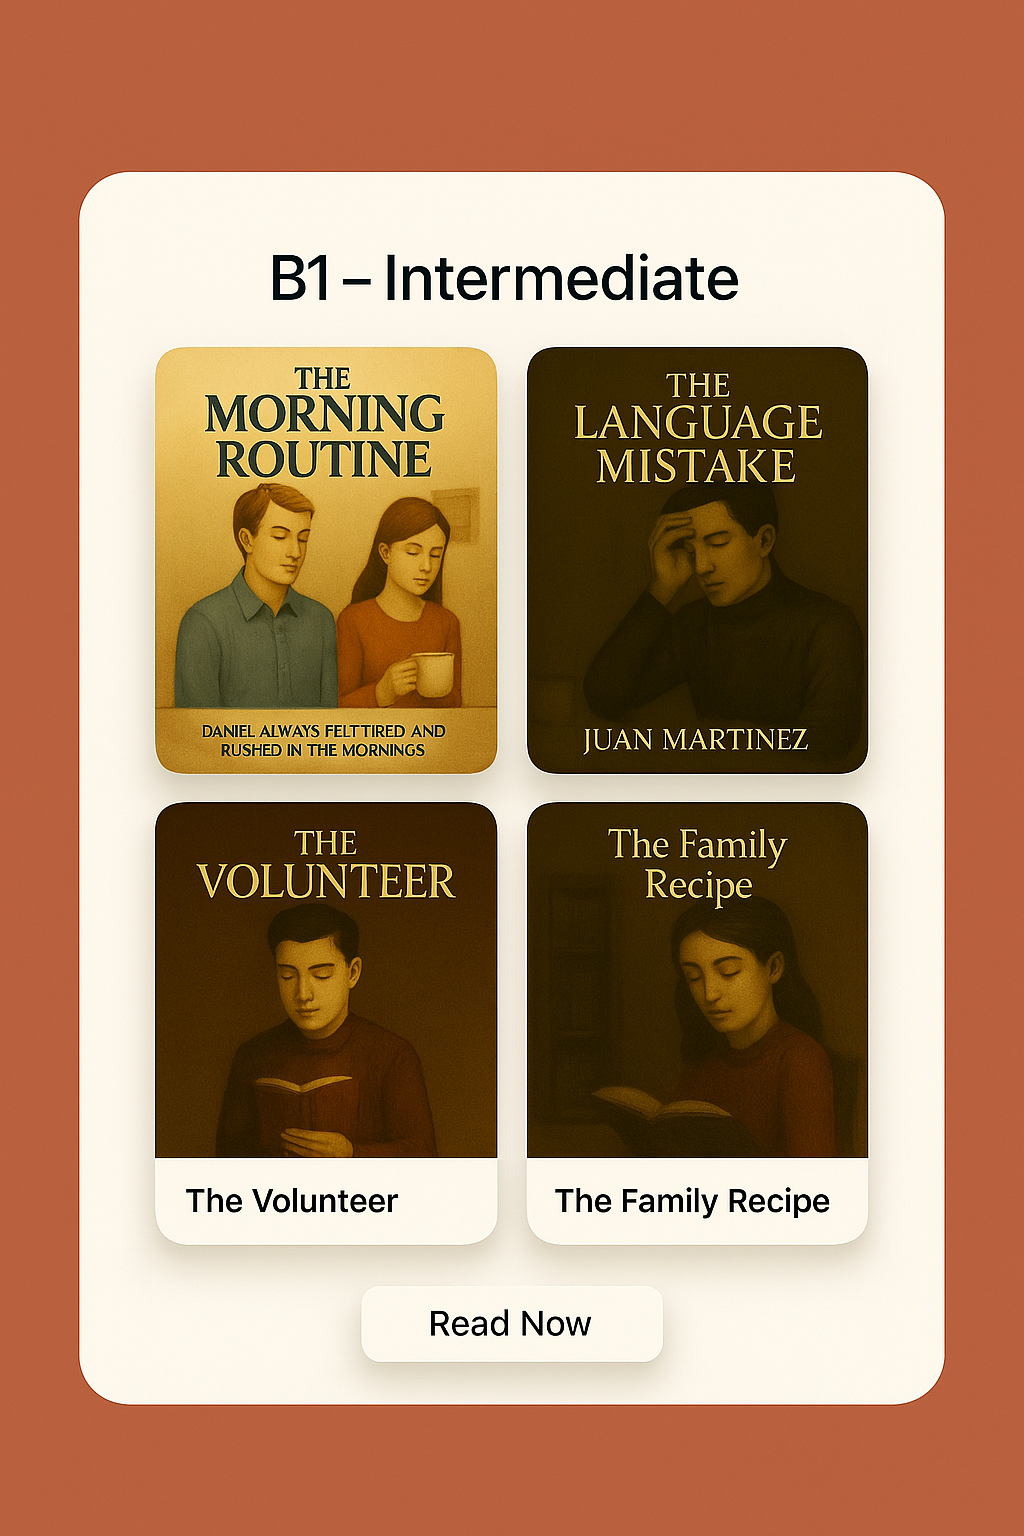 B1 – Intermediate
THE
MORNING
ROUTINE
DANIEL ALWAYS FELTTIRED AND
RUSHED IN THE MORNINGS
THE
LANGUAGE
MISTAKE
JUAN MARTINEZ
THE
VOLUNTEER
The Volunteer
The Family
Recipe
The Family Recipe
Read Now